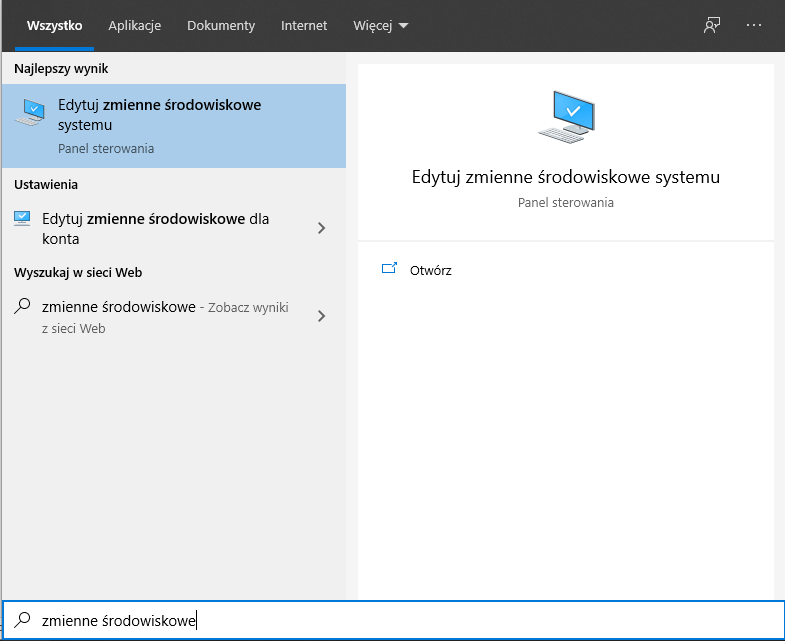 Wszystko Aplikacje Dokumenty Internet Więcej
Najlepszy wynik
Edytuj zmienne środowiskowe
systemu
Panel sterowania
Ustawienia
Edytuj zmienne środowiskowe dla
konta
Wyszukaj w sieci Web
zmienne środowiskowe - Zobacz wyniki
z sieci Web
Edytuj zmienne środowiskowe systemu
Panel sterowania
Otwórz
zmienne środowiskowe